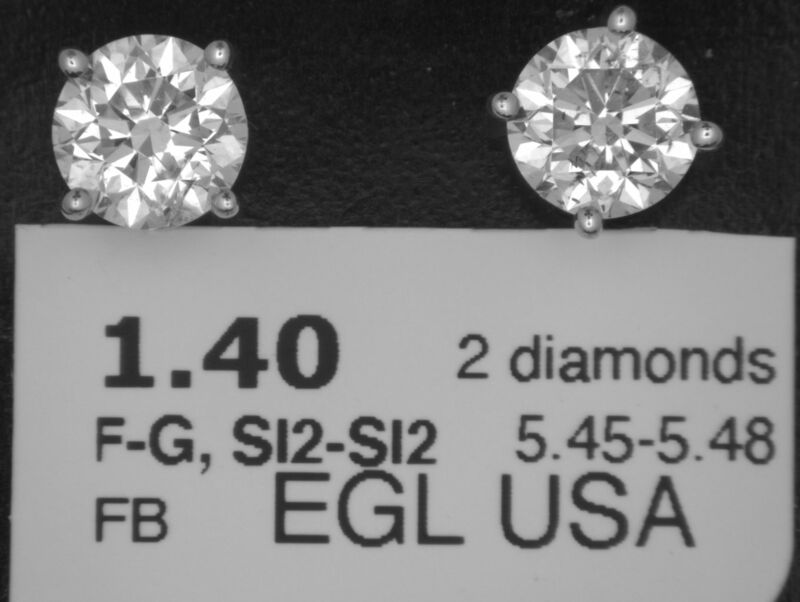 1.40 2 diamonds
F-G, SI2-SI2 5.45-5.48
FB EGL USA